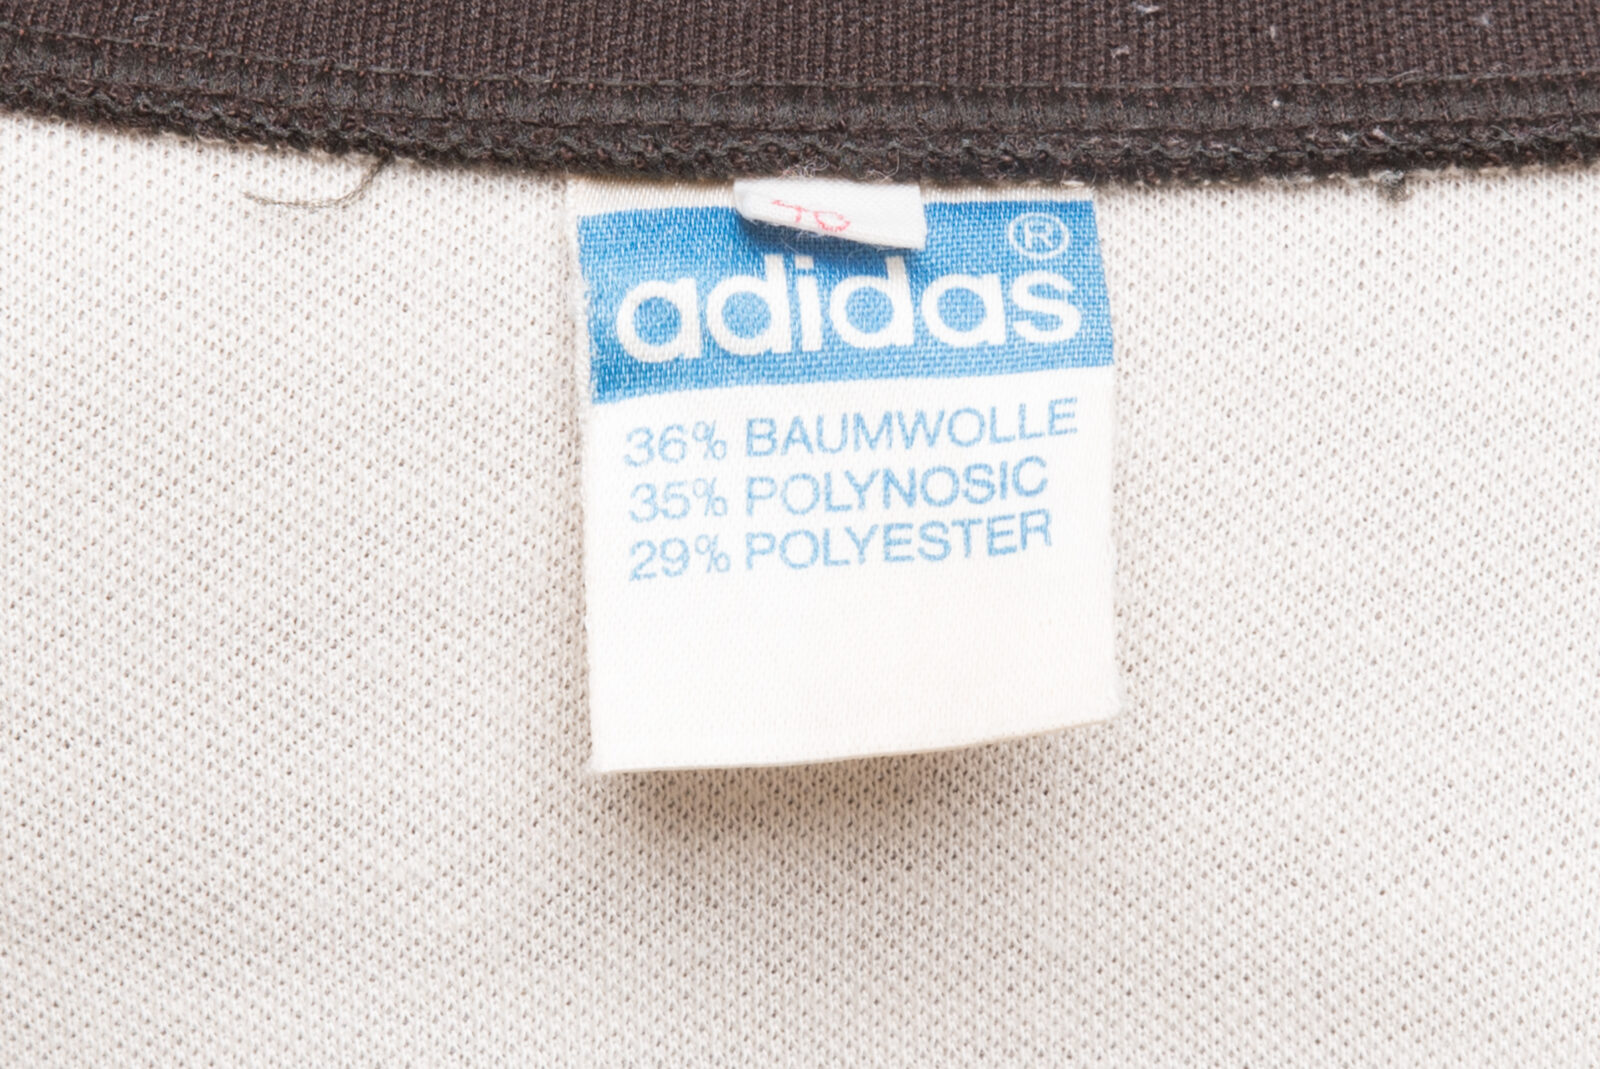 ®
adidas
36% BAUMWOLLE
35% POLYNOSIC
29% POLYESTER